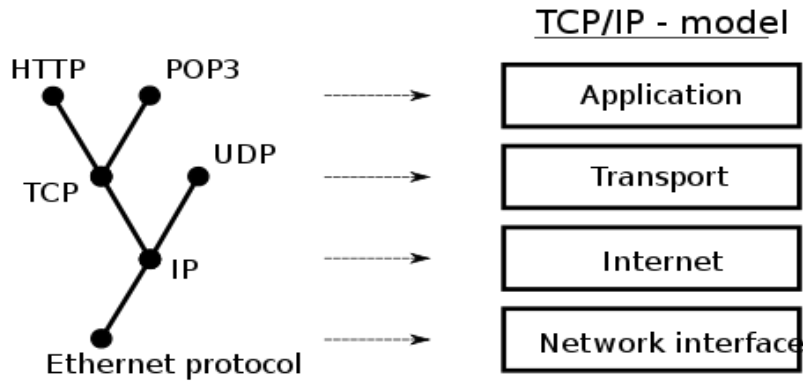 TCP/IP - model
HTTP
POP3
Application
UDP
TCP
Transport
IP
Internet
Ethernet protocol
Network interface